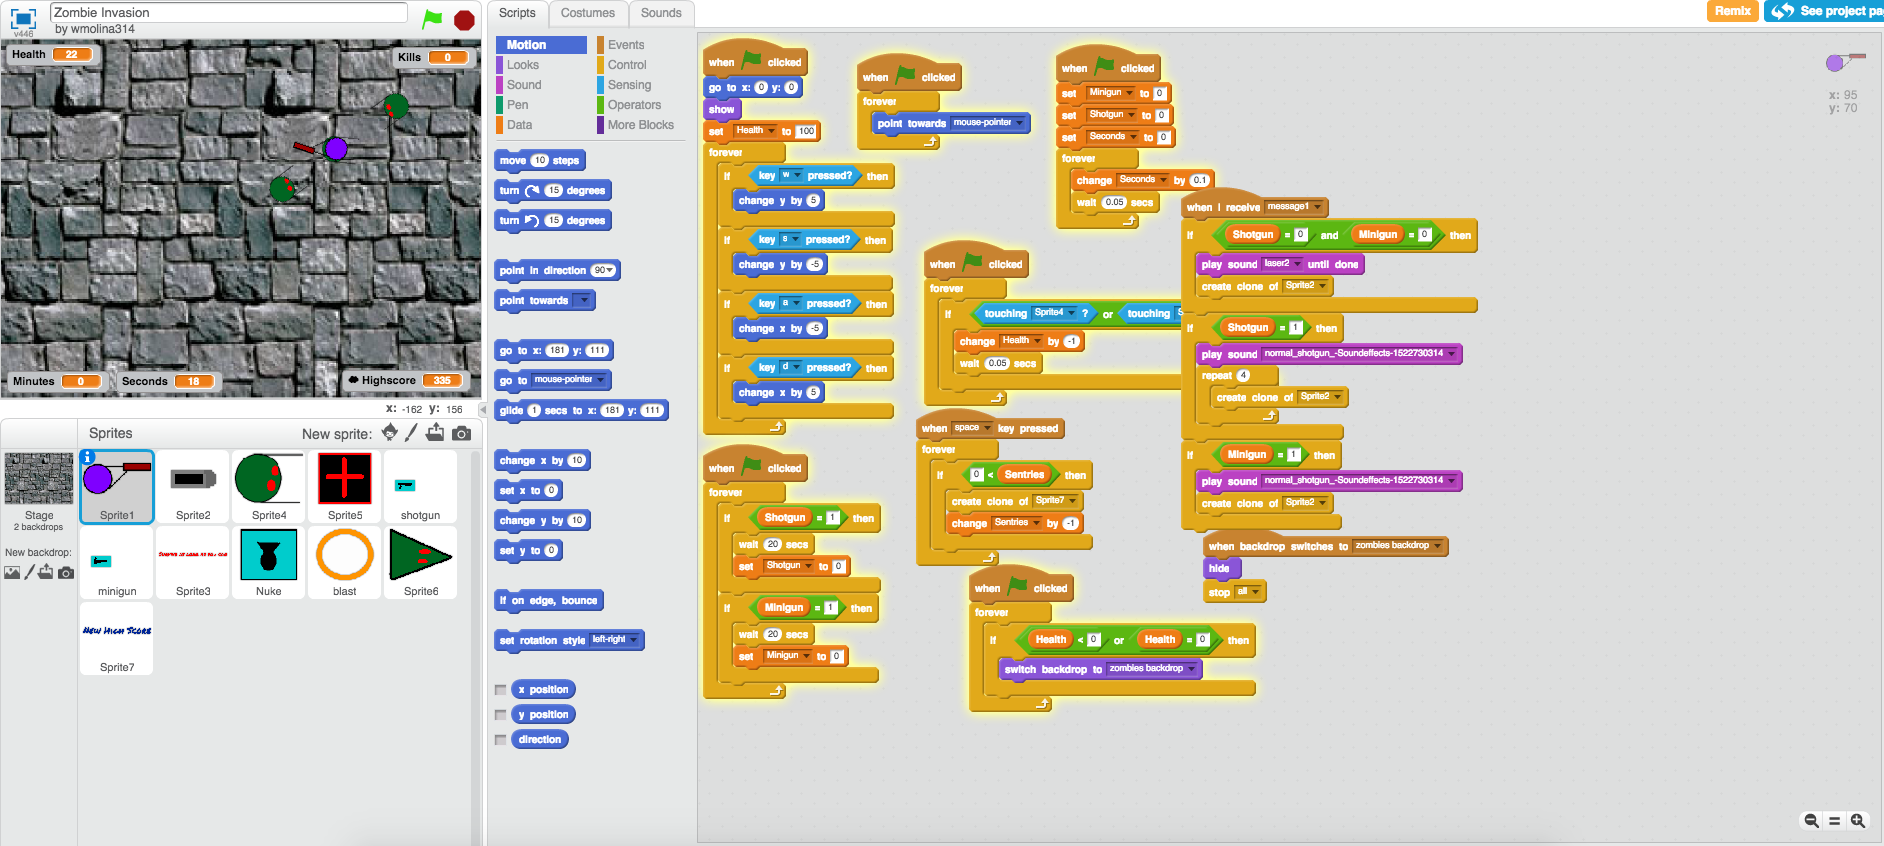 Zombie Invasion
by wmolina314
v446
Health 22
Kills 0
Minutes 0
Seconds 18
Highscore 335
x: -162 y: 156
Sprites
New sprite:
Stage
2 backdrops
New backdrop:
Sprite1
Sprite2
Sprite4
Sprite5
shotgun
minigun
Sprite3
Nuke
blast
Sprite6
NEW HIGH SCORE
Sprite7
Scripts
Costumes
Sounds
Remix
See project pa
Motion
Events
Looks
Control
Sound
Sensing
Pen
Operators
Data
More Blocks
move 10 steps
turn 15 degrees
turn 15 degrees
point in direction 90
point towards
go to x: 181 y: 111
go to mouse-pointer
glide 1 secs to x: 181 y: 111
change x by 10
set x to 0
change y by 10
set y to 0
if on edge, bounce
set rotation style left-right
x position
y position
direction
when clicked
go to x: 0 y: 0
show
set Health to 100
forever
if key w pressed? then
change y by 5
if key s pressed? then
change y by -5
if key a pressed? then
change x by -5
if key d pressed? then
change x by 5
when clicked
forever
if Shotgun = 1 then
wait 20 secs
set Shotgun to 0
if Minigun = 1 then
wait 20 secs
set Minigun to 0
when clicked
forever
point towards mouse-pointer
when clicked
forever
if touching Sprite4 ? or touching S
change Health by -1
wait 0.05 secs
when space key pressed
forever
if 0 < Sentries then
create clone of Sprite7
change Sentries by -1
when clicked
forever
if Health < 0 or Health = 0 then
switch backdrop to zombies backdrop
when clicked
set Minigun to 0
set Shotgun to 0
set Seconds to 0
forever
change Seconds by 0.1
wait 0.05 secs
when I receive message1
if Shotgun = 0 and Minigun = 0 then
play sound laser2 until done
create clone of Sprite2
if Shotgun = 1 then
play sound normal_shotgun_-Soundeffects-1522730314
repeat 4
create clone of Sprite2
if Minigun = 1 then
play sound normal_shotgun_-Soundeffects-1522730314
create clone of Sprite2
when backdrop switches to zombies backdrop
hide
stop all
x: 95
y: 70